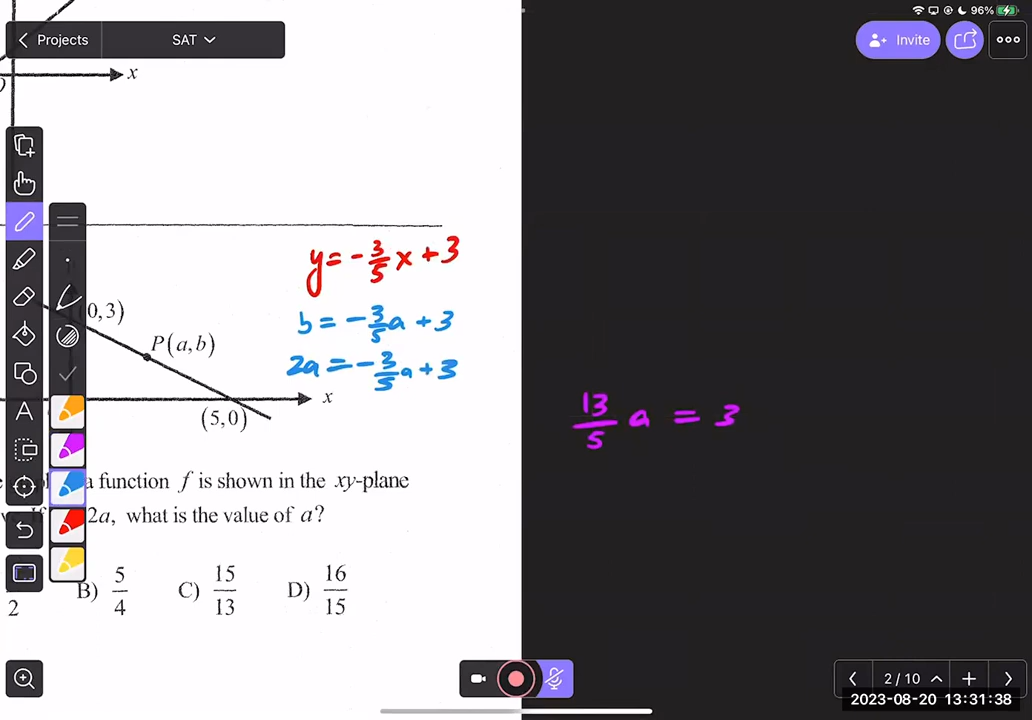 96%
Projects
SAT
Invite
x
y = -3/5 x + 3
(0,3)
b = -3/5 a + 3
P(a,b)
2a = -3/5 a + 3
x
(5,0)
13/5 a = 3
a function f is shown in the xy-plane
2a, what is the value of a?
2
B) 5/4 C) 15/13 D) 16/15
A
2 / 10
2023-08-20 13:31:38